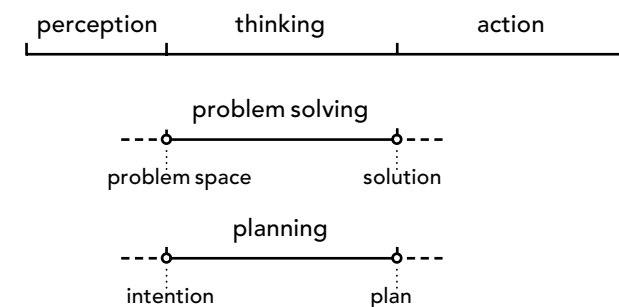 perception thinking action
problem solving
problem space solution
planning
intention plan